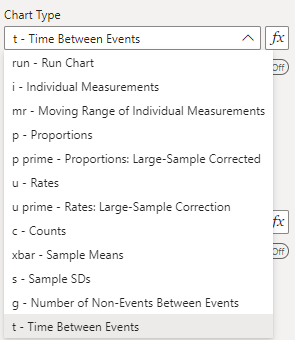 Chart Type
t - Time Between Events
fx
run - Run Chart
Off
i - Individual Measurements
mr - Moving Range of Individual Measurements
p - Proportions
p prime - Proportions: Large-Sample Corrected
u - Rates
u prime - Rates: Large-Sample Correction
fx
c - Counts
xbar - Sample Means
Off
s - Sample SDs
g - Number of Non-Events Between Events
t - Time Between Events